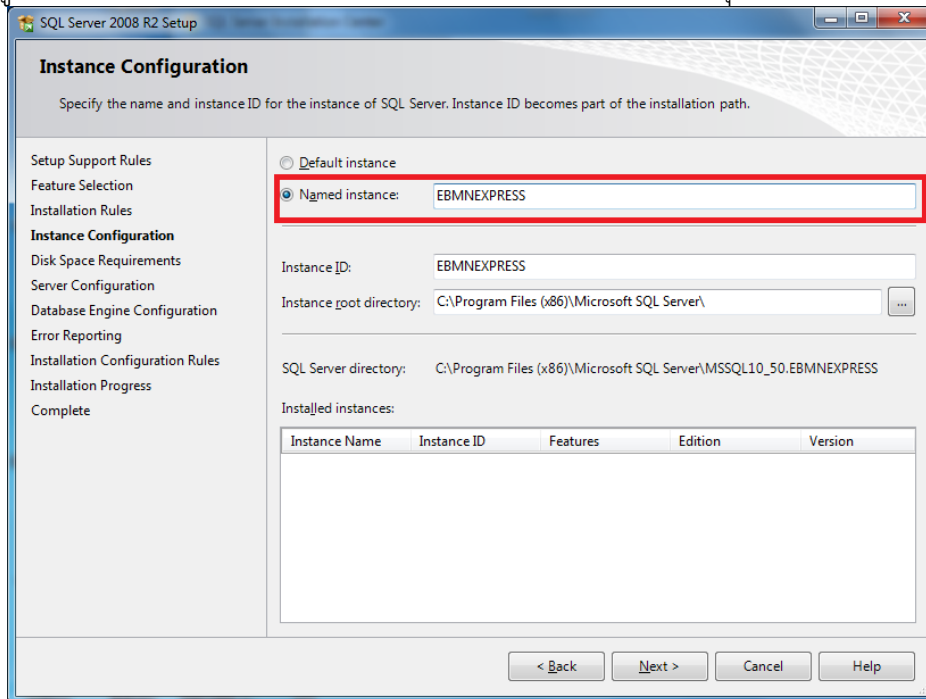 SQL Server 2008 R2 Setup
Instance Configuration
Specify the name and instance ID for the instance of SQL Server. Instance ID becomes part of the installation path.
Setup Support Rules
Feature Selection
Installation Rules
Instance Configuration
Disk Space Requirements
Server Configuration
Database Engine Configuration
Error Reporting
Installation Configuration Rules
Installation Progress
Complete
Default instance
Named instance: EBMNEXPRESS
Instance ID: EBMNEXPRESS
Instance root directory: C:\Program Files (x86)\Microsoft SQL Server\ ...
SQL Server directory: C:\Program Files (x86)\Microsoft SQL Server\MSSQL10_50.EBMNEXPRESS
Installed instances:
Instance Name Instance ID Features Edition Version
< Back Next > Cancel Help